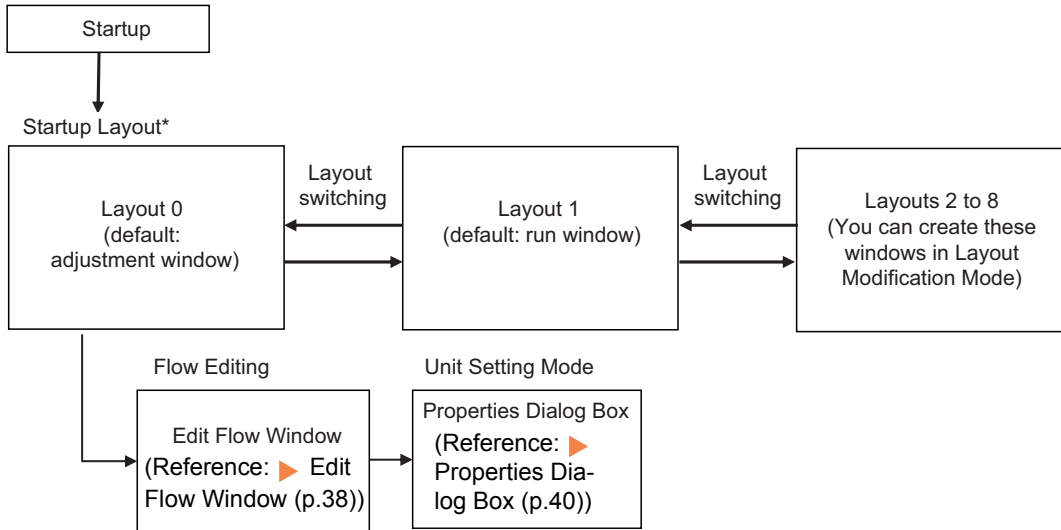 Startup
Startup Layout*
Layout 0
(default:
adjustment window)
Layout
switching
Layout 1
(default: run window)
Layout
switching
Layouts 2 to 8
(You can create these
windows in Layout
Modification Mode)
Flow Editing
Edit Flow Window
(Reference: ▶ Edit
Flow Window (p.38))
Unit Setting Mode
Properties Dialog Box
(Reference: ▶
Properties Dia-
log Box (p.40))